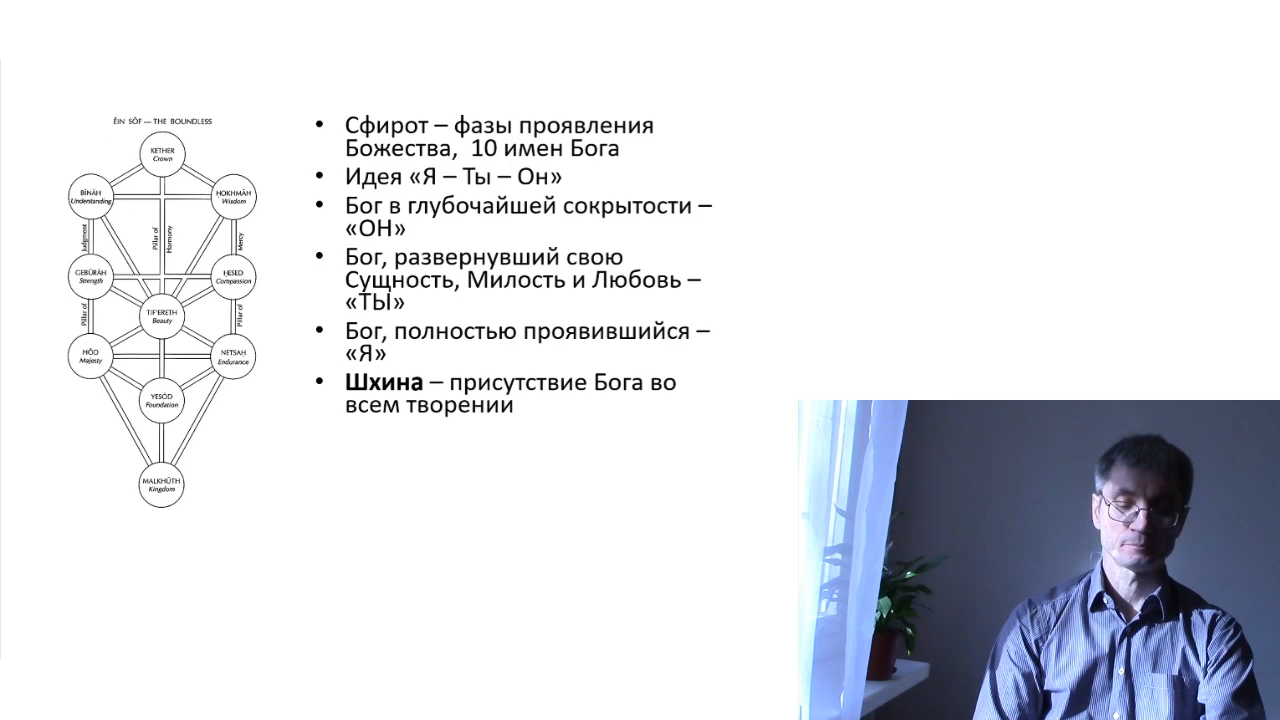 ÊIN SÔF — THE BOUNDLESS
KETHER
Crown
BÎNÂH
Understanding
HOKHMÂH
Wisdom
Judgment
Pillar of
Harmony
Mercy
GEBÛRÂH
Strength
HESED
Compassion
Pillar of
TIF'ERETH
Beauty
Pillar of
HÔD
Majesty
NETSAH
Endurance
YESÔD
Foundation
MALKHÛTH
Kingdom
• Сфирот – фазы проявления
Божества, 10 имен Бога
• Идея «Я – Ты – Он»
• Бог в глубочайшей сокрытости –
«ОН»
• Бог, развернувший свою
Сущность, Милость и Любовь –
«ТЫ»
• Бог, полностью проявившийся –
«Я»
• Шхина – присутствие Бога во
всем творении